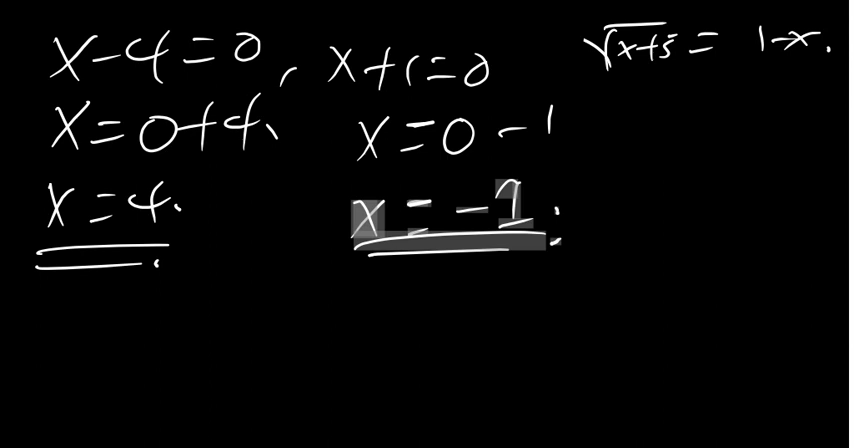 x-4=0, x+1=0
√x+5 = 1-x.
x=0+4, x=0-1
x=4. x=-1.